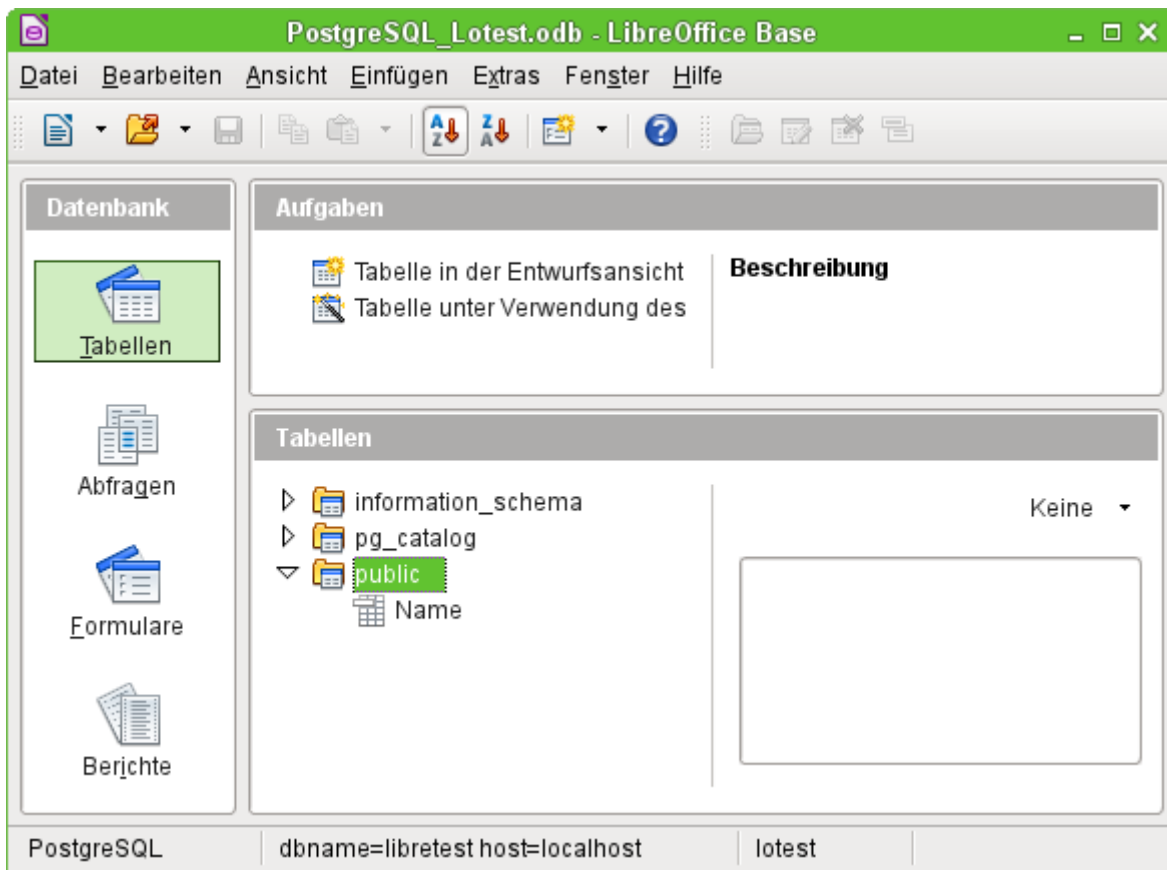 PostgreSQL_Lotest.odb - LibreOffice Base
Datei Bearbeiten Ansicht Einfügen Extras Fenster Hilfe
Datenbank
Tabellen
Abfragen
Formulare
Berichte
Aufgaben
Tabelle in der Entwurfsansicht
Tabelle unter Verwendung des
Beschreibung
Tabellen
information_schema
pg_catalog
public
Name
Keine
PostgreSQL dbname=libretest host=localhost lotest